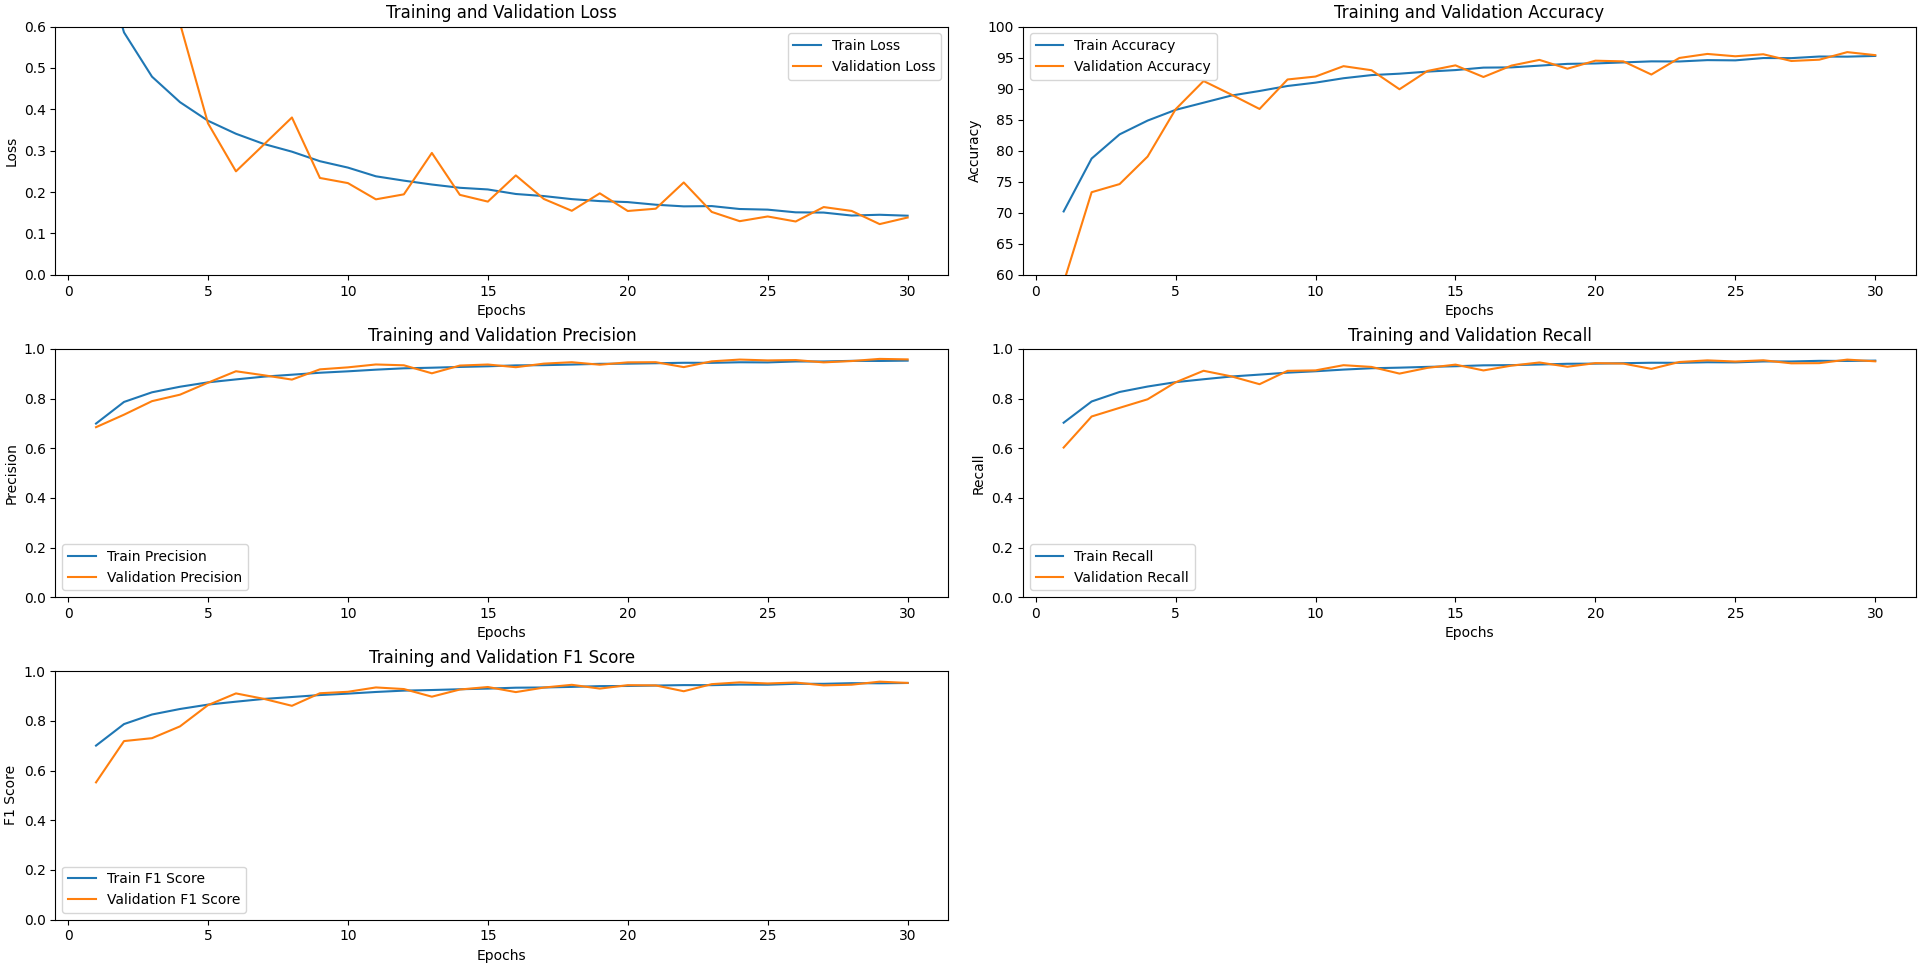 Training and Validation Loss
0.6
0.5
0.4
0.3
0.2
0.1
0.0
Loss
Train Loss
Validation Loss
0 5 10 15 20 25 30
Epochs
Training and Validation Accuracy
100
95
90
85
80
75
70
65
60
Accuracy
Train Accuracy
Validation Accuracy
0 5 10 15 20 25 30
Epochs
Training and Validation Precision
1.0
0.8
0.6
0.4
0.2
0.0
Precision
Train Precision
Validation Precision
0 5 10 15 20 25 30
Epochs
Training and Validation Recall
1.0
0.8
0.6
0.4
0.2
0.0
Recall
Train Recall
Validation Recall
0 5 10 15 20 25 30
Epochs
Training and Validation F1 Score
1.0
0.8
0.6
0.4
0.2
0.0
F1 Score
Train F1 Score
Validation F1 Score
0 5 10 15 20 25 30
Epochs